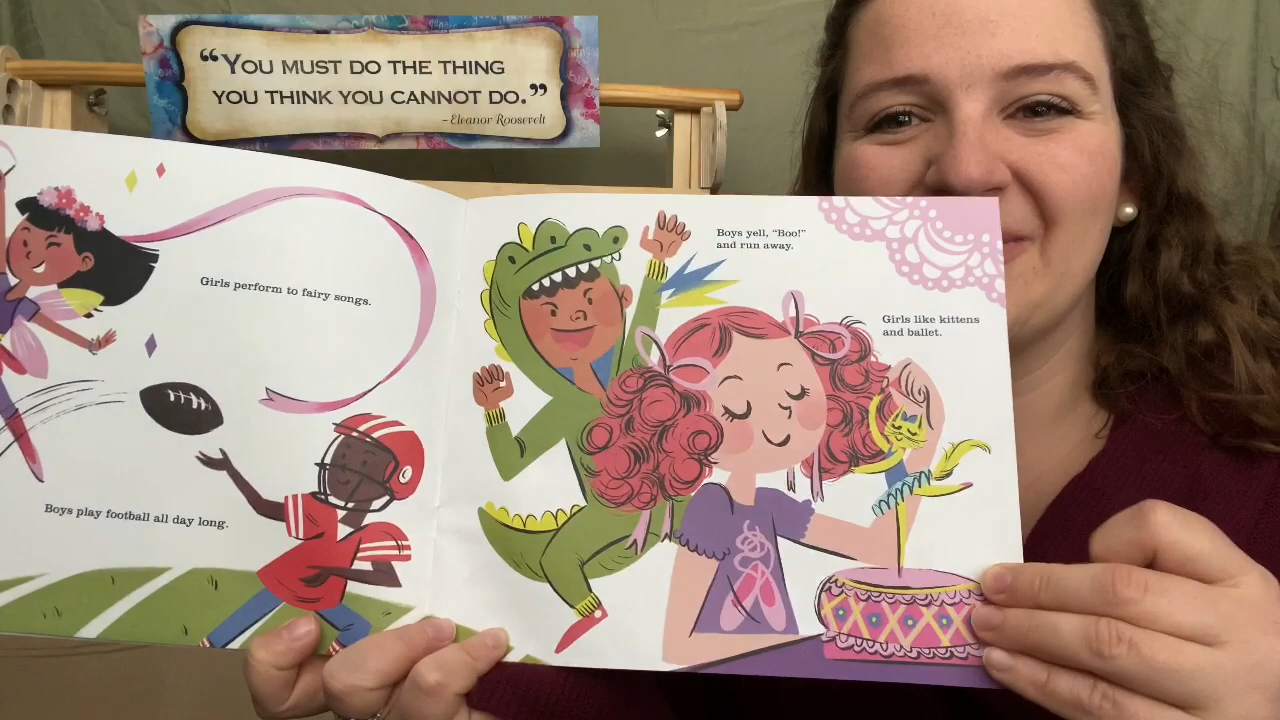 “YOU MUST DO THE THING
YOU THINK YOU CANNOT DO.”
–Eleanor Roosevelt
Girls perform to fairy songs.
Boys play football all day long.
Boys yell, “Boo!”
and run away.
Girls like kittens
and ballet.